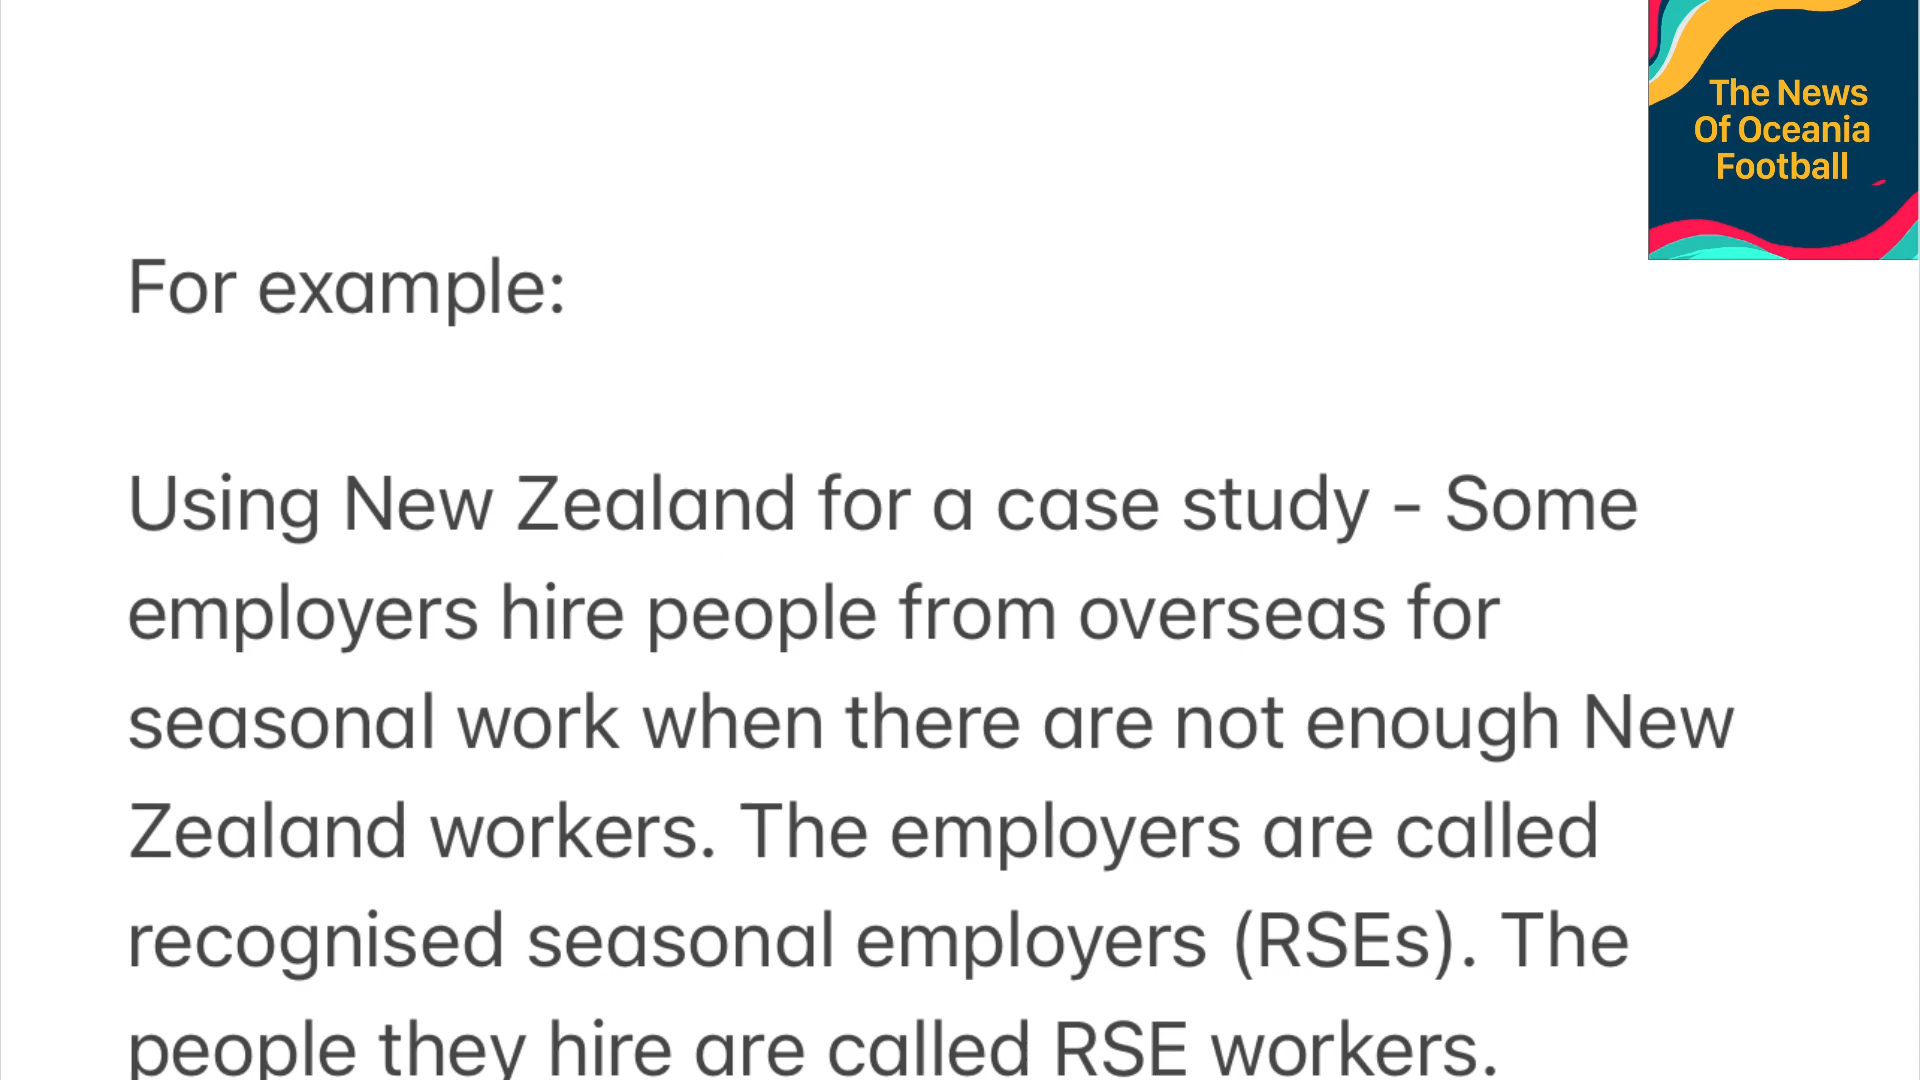 The News
Of Oceania
Football
For example:
Using New Zealand for a case study - Some
employers hire people from overseas for
seasonal work when there are not enough New
Zealand workers. The employers are called
recognised seasonal employers (RSEs). The
people they hire are called RSE workers.